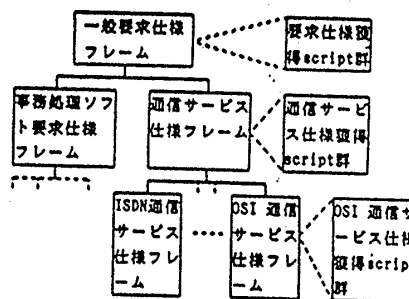 一般要求仕様
フレーム
要求仕様獲
得script群
事務処理ソフ
ト要求仕様
フレーム
通信サービス
仕様フレーム
通信サービ
ス仕様獲得
script群
ISDN通信
サービス
仕様フレ
ーム
OSI 通信
サービス
仕様フレ
ーム
OSI 通信サ
ービス仕様
獲得scrip
群